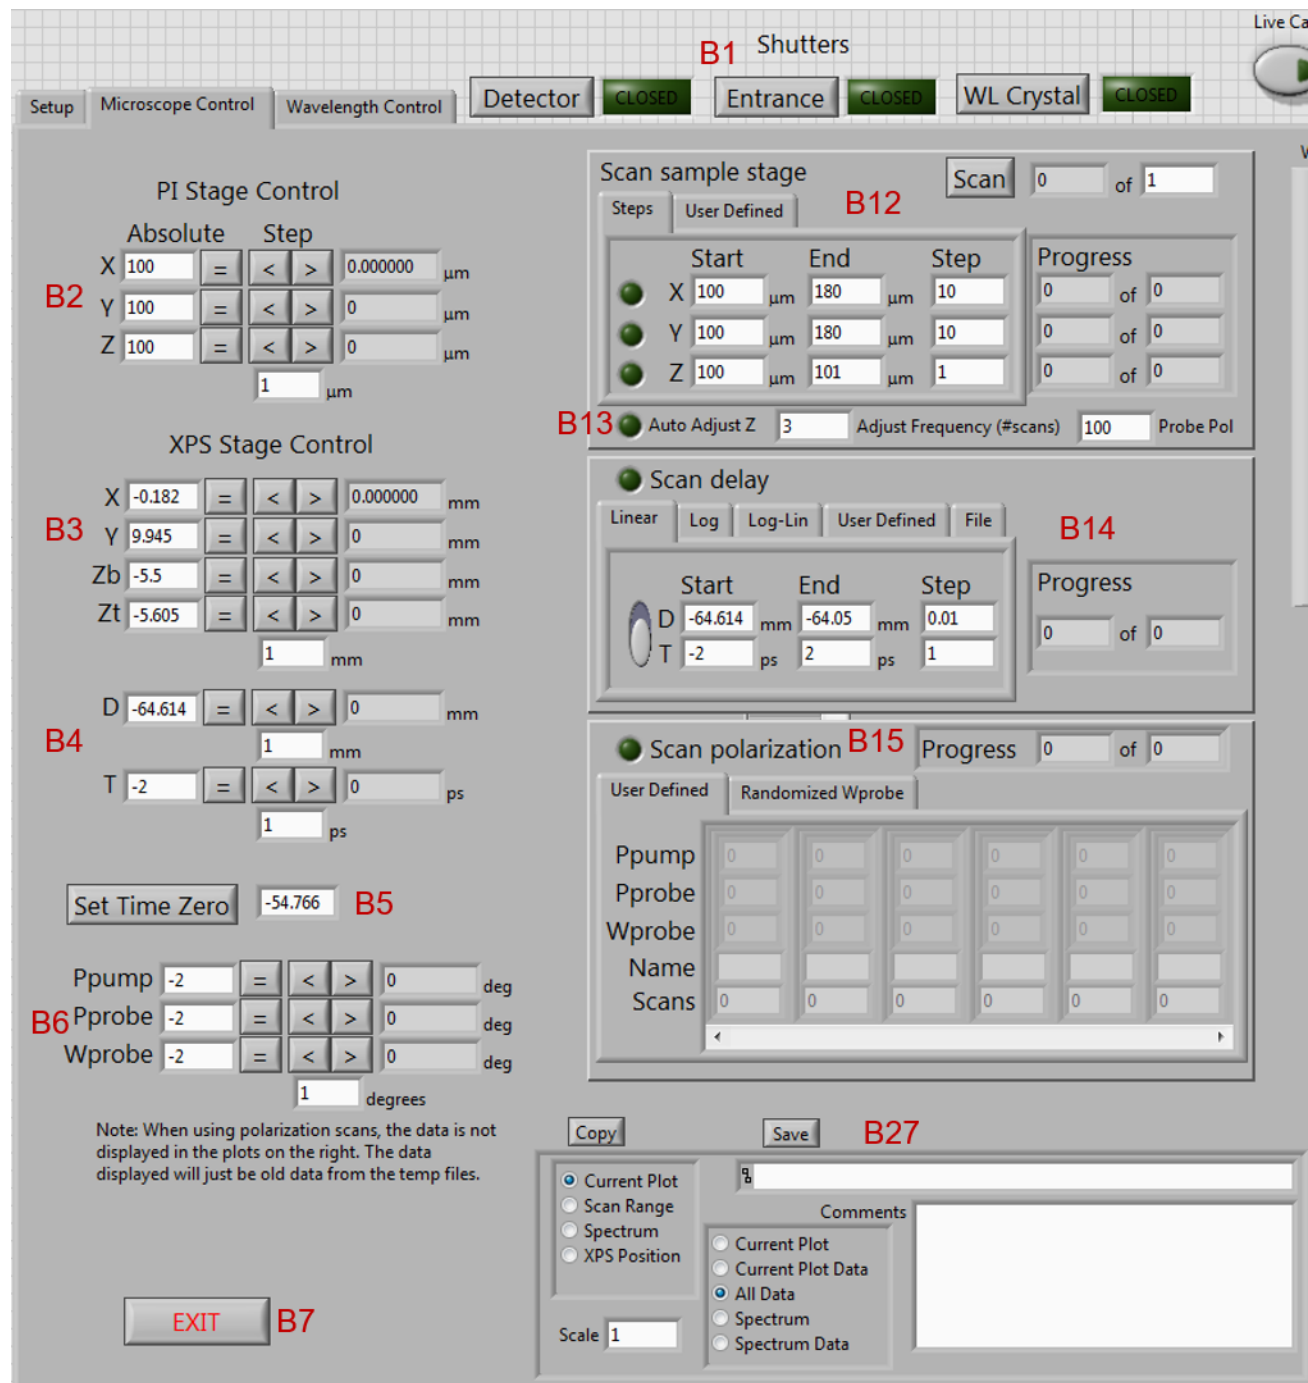 Live Ca
B1 Shutters
Setup Microscope Control Wavelength Control Detector CLOSED Entrance CLOSED WL Crystal CLOSED
PI Stage Control
Absolute Step
B2
X 100 = < > 0.000000 µm
Y 100 = < > 0 µm
Z 100 = < > 0 µm
1 µm
XPS Stage Control
B3
X -0.182 = < > 0.000000 mm
Y 9.945 = < > 0 mm
Zb -5.5 = < > 0 mm
Zt -5.605 = < > 0 mm
1 mm
B4
D -64.614 = < > 0 mm
1 mm
T -2 = < > 0 ps
1 ps
Set Time Zero -54.766 B5
B6
Ppump -2 = < > 0 deg
Pprobe -2 = < > 0 deg
Wprobe -2 = < > 0 deg
1 degrees
Note: When using polarization scans, the data is not
displayed in the plots on the right. The data
displayed will just be old data from the temp files.
EXIT B7
Scan sample stage Scan 0 of 1
Steps User Defined B12
Start End Step Progress
X 100 µm 180 µm 10 0 of 0
Y 100 µm 180 µm 10 0 of 0
Z 100 µm 101 µm 1 0 of 0
B13 Auto Adjust Z 3 Adjust Frequency (#scans) 100 Probe Pol
Scan delay
Linear Log Log-Lin User Defined File B14
Start End Step Progress
D -64.614 mm -64.05 mm 0.01
T -2 ps 2 ps 1
0 of 0
Scan polarization B15 Progress 0 of 0
User Defined Randomized Wprobe
Ppump 0 0 0 0 0 0
Pprobe 0 0 0 0 0 0
Wprobe 0 0 0 0 0 0
Name
Scans 0 0 0 0 0 0
Copy Save B27
Current Plot
Scan Range
Spectrum
XPS Position
Scale 1
Comments
Current Plot
Current Plot Data
All Data
Spectrum
Spectrum Data